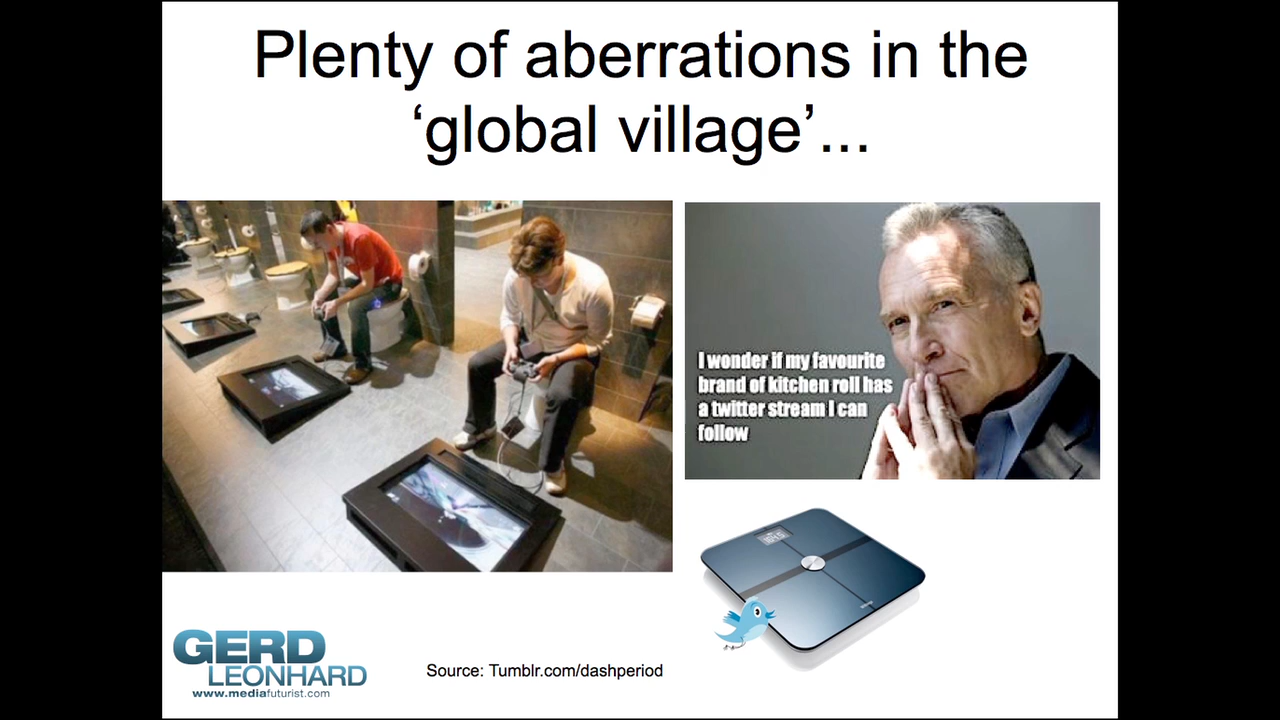 Plenty of aberrations in the
‘global village’...
I wonder if my favourite
brand of kitchen roll has
a twitter stream I can
follow
GERD
LEONHARD
www.mediafuturist.com
Source: Tumblr.com/dashperiod